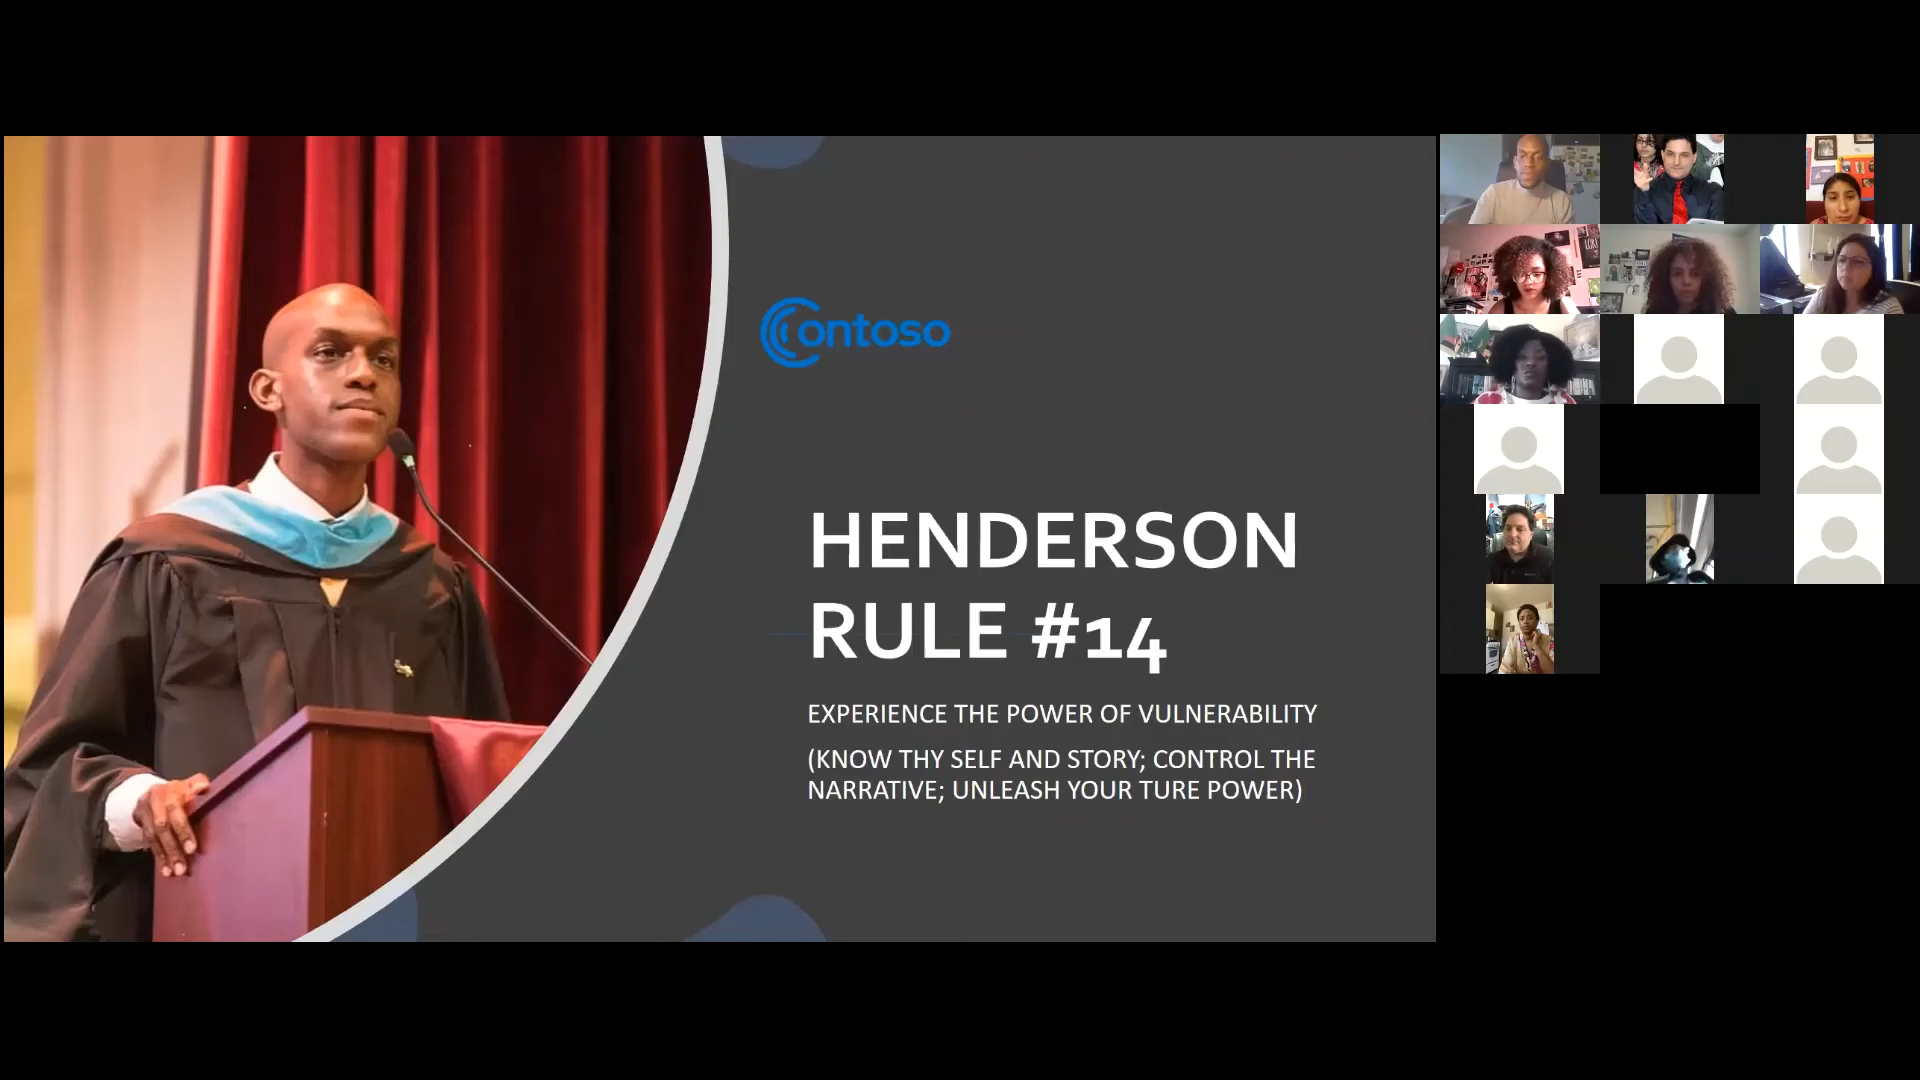 Contoso
HENDERSON
RULE #14
EXPERIENCE THE POWER OF VULNERABILITY
(KNOW THY SELF AND STORY; CONTROL THE
NARRATIVE; UNLEASH YOUR TURE POWER)